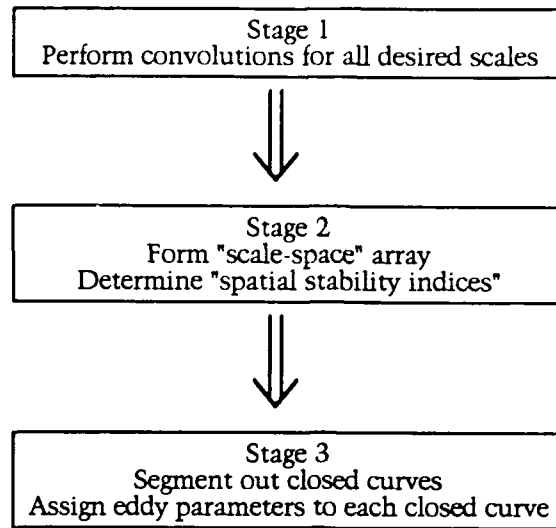 Stage 1
Perform convolutions for all desired scales
Stage 2
Form "scale-space" array
Determine "spatial stability indices"
Stage 3
Segment out closed curves
Assign eddy parameters to each closed curve